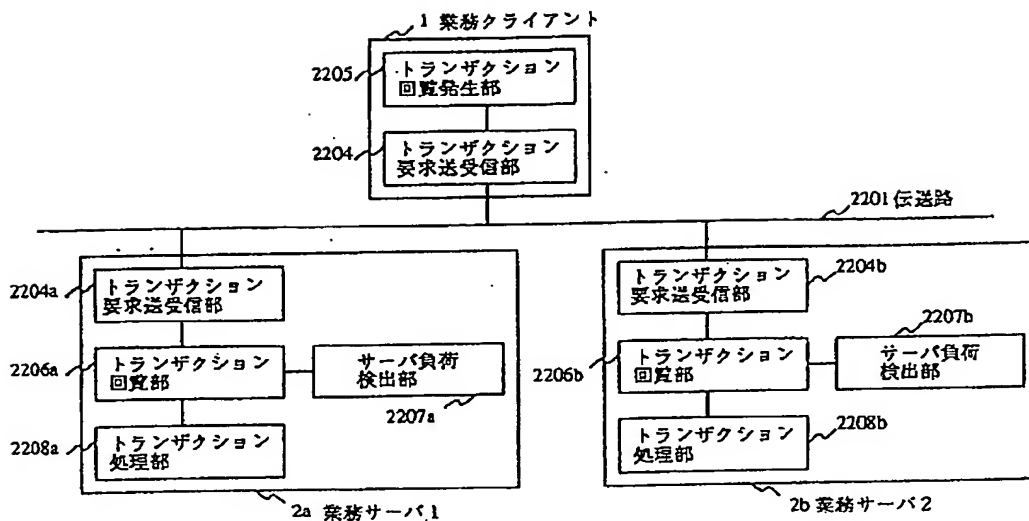 1 業務クライアント
2205
トランザクション
回覧発生部
2204
トランザクション
要求送受信部
2201 伝送路
2204a
トランザクション
要求送受信部
2206a
トランザクション
回覧部
サーバ負荷
検出部
2207a
2208a
トランザクション
処理部
2a 業務サーバ1
トランザクション
要求送受信部
2204b
2206b
トランザクション
回覧部
2207b
サーバ負荷
検出部
トランザクション
処理部
2208b
2b 業務サーバ2